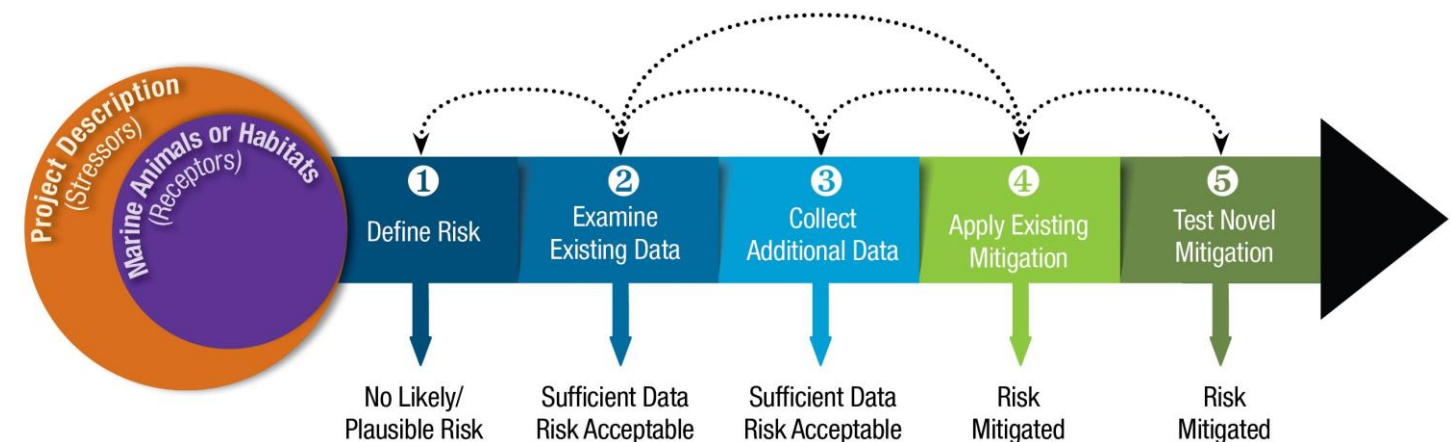 Project Description
(Stressors)
Marine Animals or Habitats
(Receptors)
1
Define Risk
2
Examine
Existing Data
3
Collect
Additional Data
4
Apply Existing
Mitigation
5
Test Novel
Mitigation
No Likely/
Plausible Risk
Sufficient Data
Risk Acceptable
Sufficient Data
Risk Acceptable
Risk
Mitigated
Risk
Mitigated